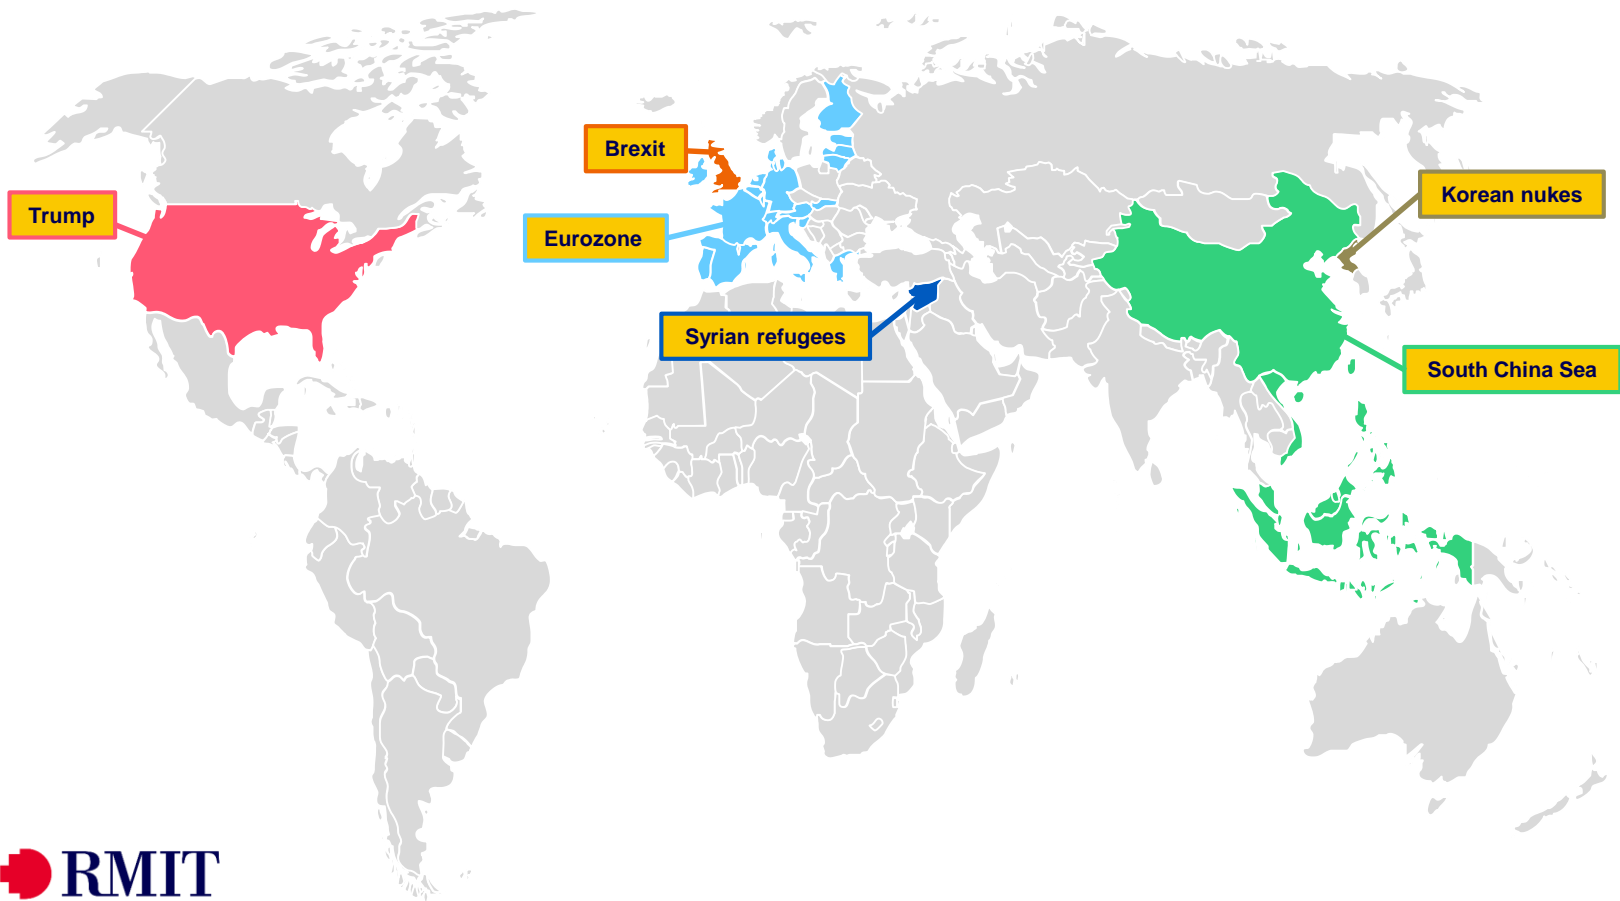 Brexit
Korean nukes
Trump
Eurozone
Syrian refugees
South China Sea
RMIT